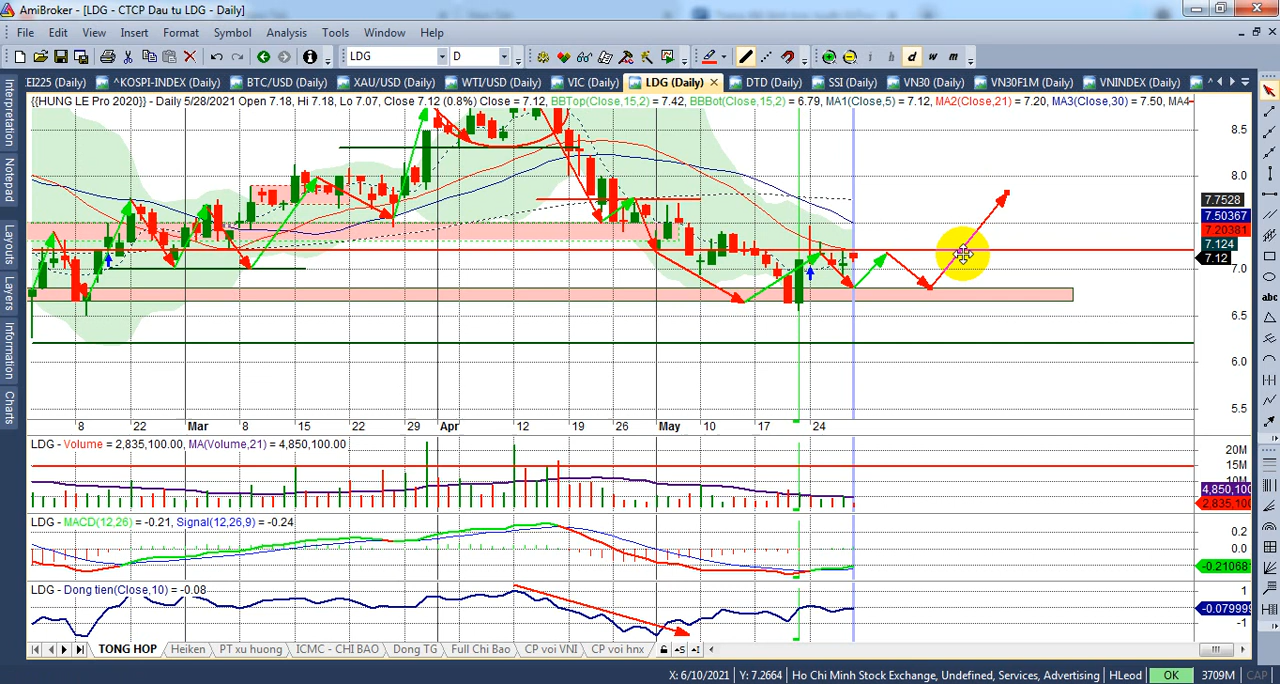 AmiBroker - [LDG - CTCP Dau tu LDG - Daily]
File Edit View Insert Format Symbol Analysis Tools Window Help
LDG D i h d w m
EI225 (Daily) ^KOSPI-INDEX (Daily) BTC/USD (Daily) XAU/USD (Daily) WTI/USD (Daily) VIC (Daily) LDG (Daily) DTD (Daily) SSI (Daily) VN30 (Daily) VN30F1M (Daily) VNINDEX (Daily)
{{HUNG LE Pro 2020}} - Daily 5/28/2021 Open 7.18, Hi 7.18, Lo 7.07, Close 7.12 (0.8%) Close = 7.12, BBTop(Close,15,2) = 7.42, BBBot(Close,15,2) = 6.79, MA1(Close,5) = 7.12, MA2(Close,21) = 7.20, MA3(Close,30) = 7.50, MA4
Interpretation
Notepad
Layouts
Layers
Information
Charts
abc
8.5
8.0
7.7528
7.50367
7.20381
7.124
7.12
7.0
6.5
6.0
5.5
8 22 Mar 8 15 22 29 Apr 12 19 26 May 10 17 24
LDG - Volume = 2,835,100.00, MA(Volume,21) = 4,850,100.00
20M
15M
4,850,100
2,835,100
LDG - MACD(12,26) = -0.21, Signal(12,26,9) = -0.24
0.2
0.0
-0.21068
LDG - Dong tien(Close,10) = -0.08
1
-0.07999
-1
TONG HOP Heiken PT xu huong ICMC - CHI BAO Dong TG Full Chi Bao CP voi VNI CP voi hnx
X: 6/10/2021 Y: 7.2664 Ho Chi Minh Stock Exchange, Undefined, Services, Advertising HLeod OK 3709M CAP